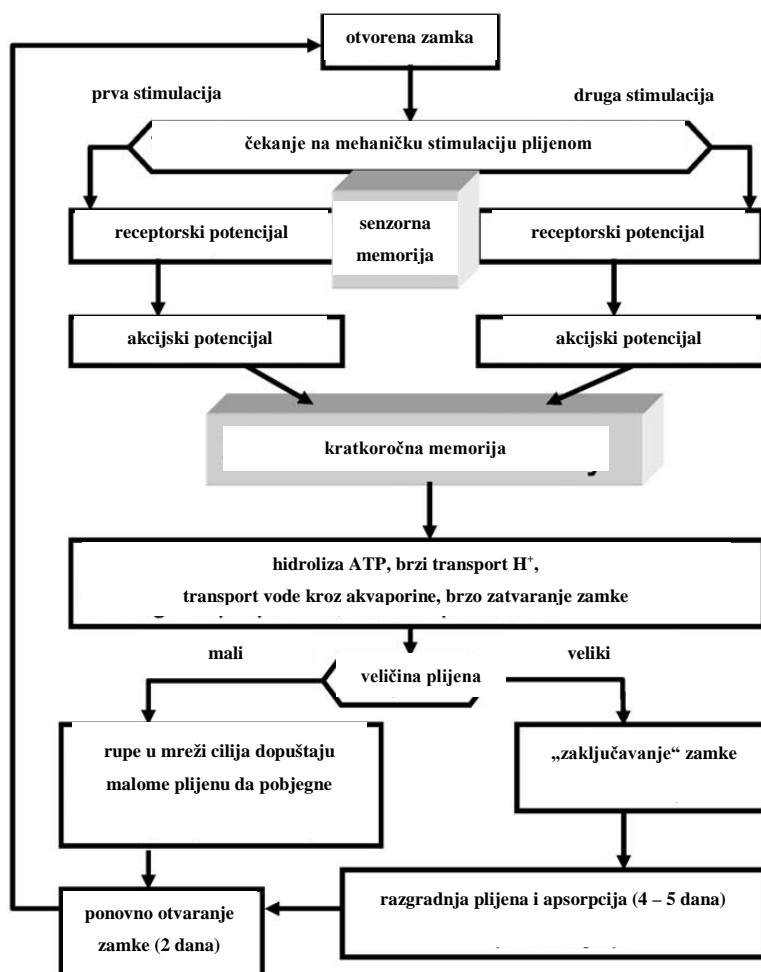 otvorena zamka
prva stimulacija
druga stimulacija
čekanje na mehaničku stimulaciju plijenom
receptorski potencijal
senzorna
memorija
receptorski potencijal
akcijski potencijal
akcijski potencijal
kratkoročna memorija
hidroliza ATP, brzi transport H⁺,
transport vode kroz akvaporine, brzo zatvaranje zamke
mali
veliki
veličina plijena
rupe u mreži cilija dopuštaju
malome plijenu da pobjegne
„zaključavanje“ zamke
razgradnja plijena i apsorpcija (4 – 5 dana)
ponovno otvaranje
zamke (2 dana)